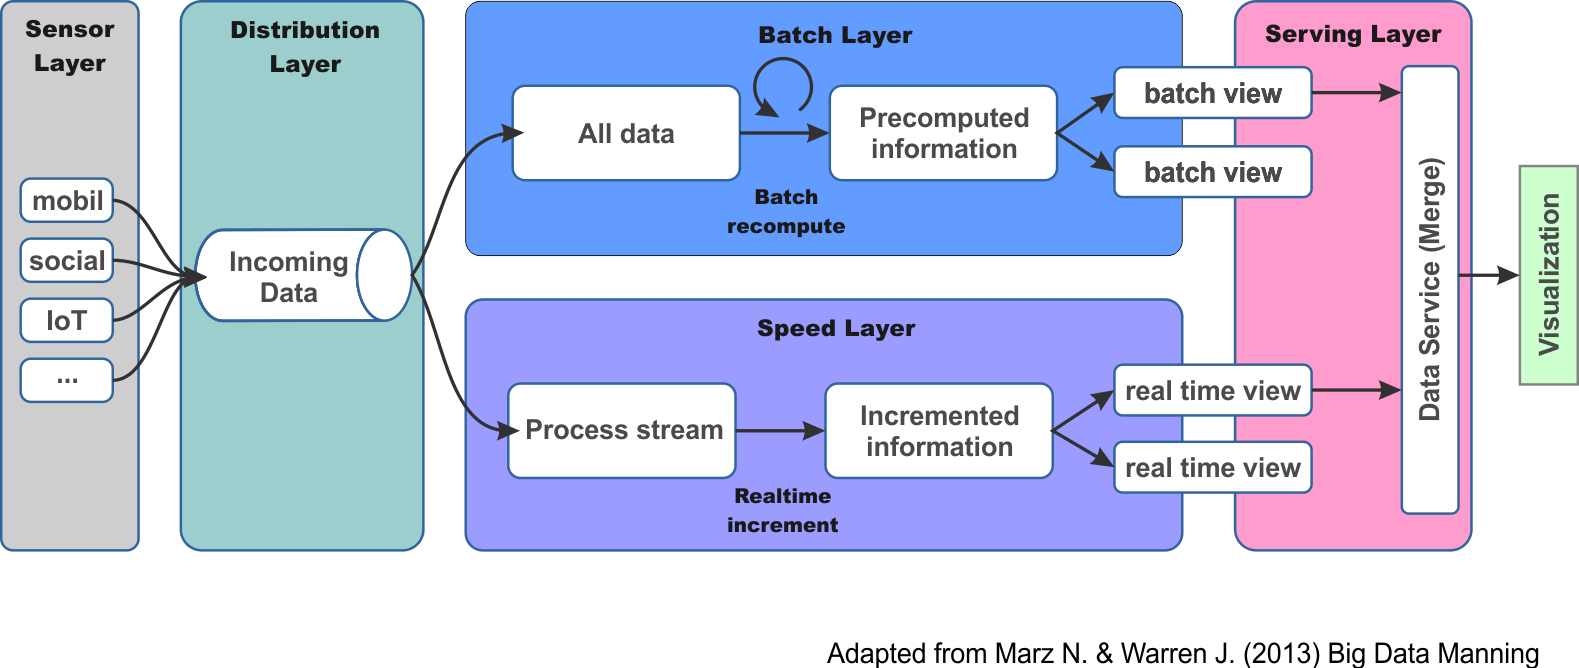 Sensor
Layer
mobil
social
IoT
...
Distribution
Layer
Incoming
Data
Batch Layer
All data
Precomputed
information
Batch
recompute
batch view
batch view
Speed Layer
Process stream
Incremented
information
Realtime
increment
real time view
real time view
Serving Layer
Data Service (Merge)
Visualization
Adapted from Marz N. & Warren J. (2013) Big Data Manning